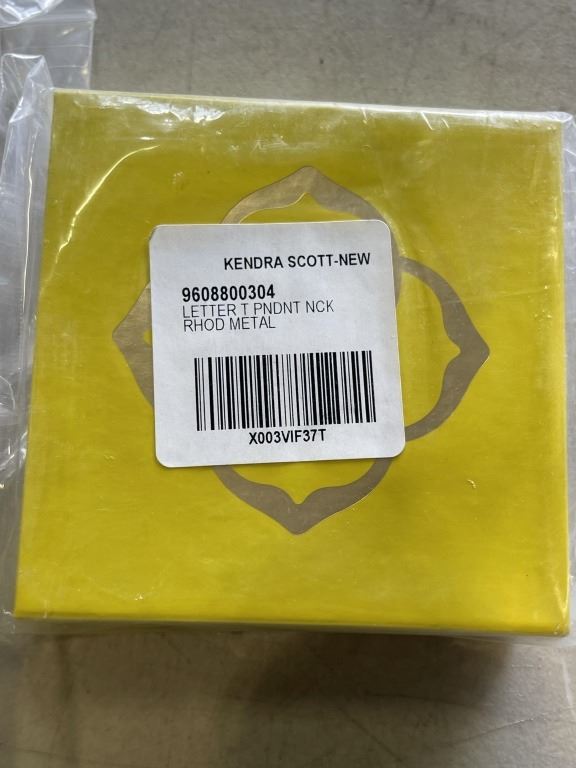 KENDRA SCOTT-NEW
9608800304
LETTER T PNDNT NCK
RHOD METAL
X003VIF37T